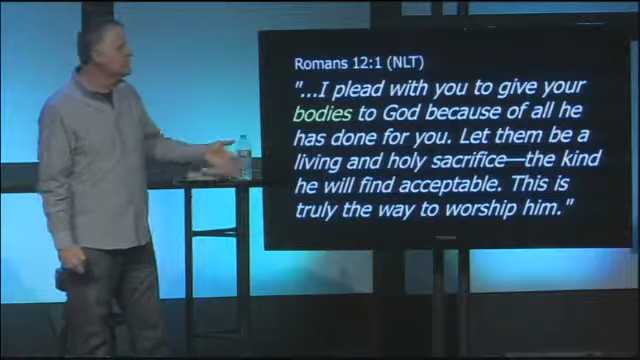 Romans 12:1 (NLT)
"...I plead with you to give your
bodies to God because of all he
has done for you. Let them be a
living and holy sacrifice—the kind
he will find acceptable. This is
truly the way to worship him."